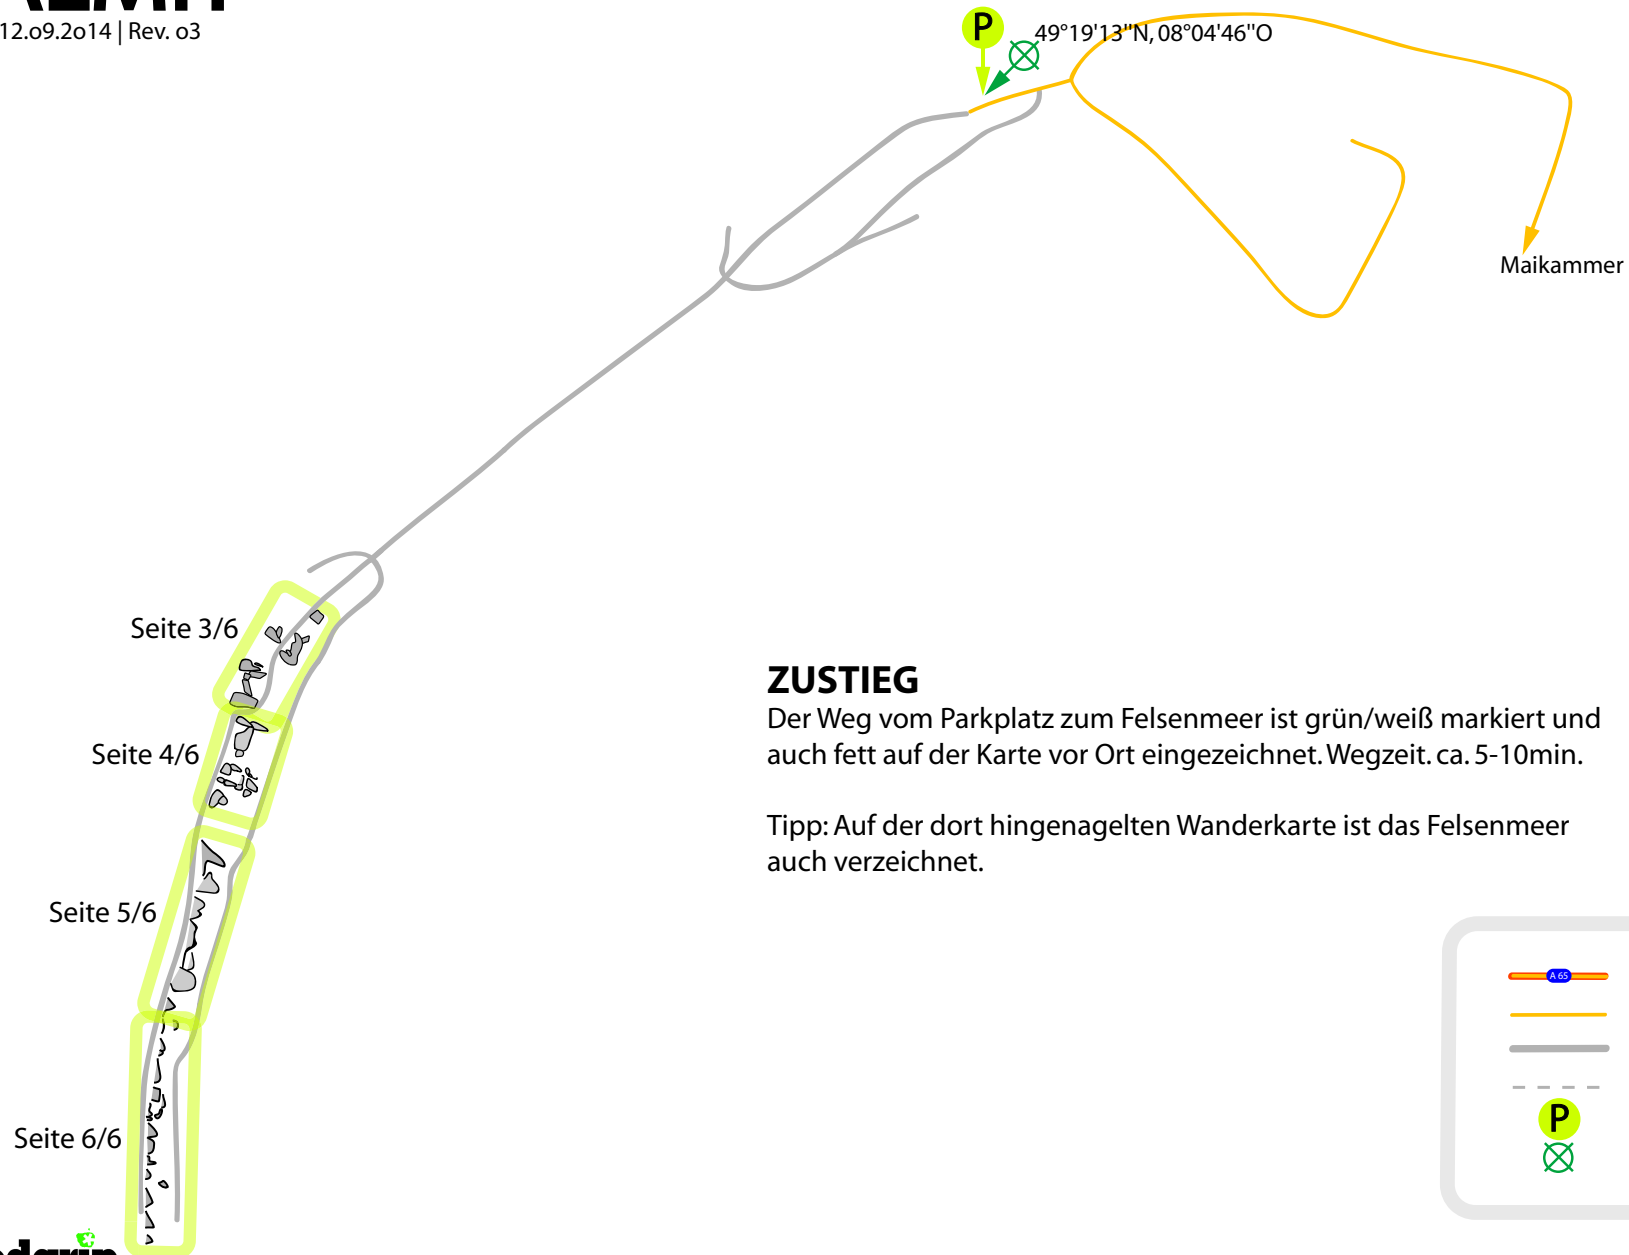 12.o9.2o14 | Rev. o3
P
49°19'13''N, 08°04'46''O
Maikammer
Seite 3/6
Seite 4/6
Seite 5/6
Seite 6/6
ZUSTIEG
Der Weg vom Parkplatz zum Felsenmeer ist grün/weiß markiert und
auch fett auf der Karte vor Ort eingezeichnet. Wegzeit. ca. 5-10min.
Tipp: Auf der dort hingenagelten Wanderkarte ist das Felsenmeer
auch verzeichnet.
A 65
P